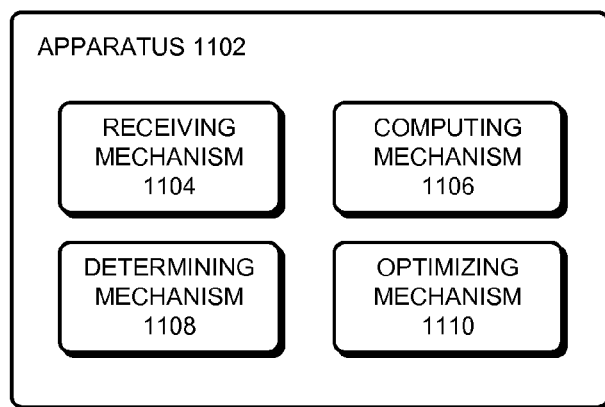 APPARATUS 1102
RECEIVING
MECHANISM
1104
COMPUTING
MECHANISM
1106
DETERMINING
MECHANISM
1108
OPTIMIZING
MECHANISM
1110